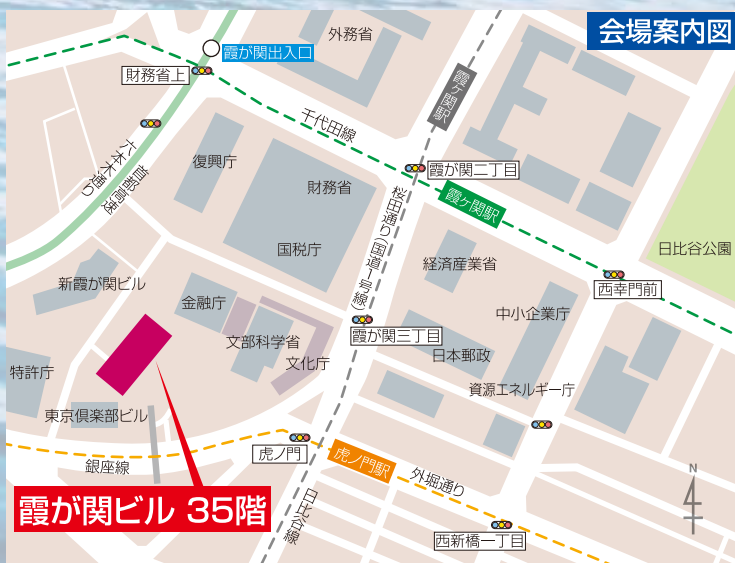 会場案内図
外務省
霞が関出入口
財務省上
霞ヶ関駅
千代田線
六本木通り
首都高速
復興庁
財務省
霞が関二丁目
霞ヶ関駅
桜田通り(国道1号線)
国税庁
経済産業省
日比谷公園
新霞が関ビル
西幸門前
金融庁
中小企業庁
文部科学省
霞が関三丁目
文化庁
日本郵政
特許庁
資源エネルギー庁
東京倶楽部ビル
虎ノ門
虎ノ門駅
銀座線
外堀通り
N
霞が関ビル 35階
日比谷線
西新橋一丁目